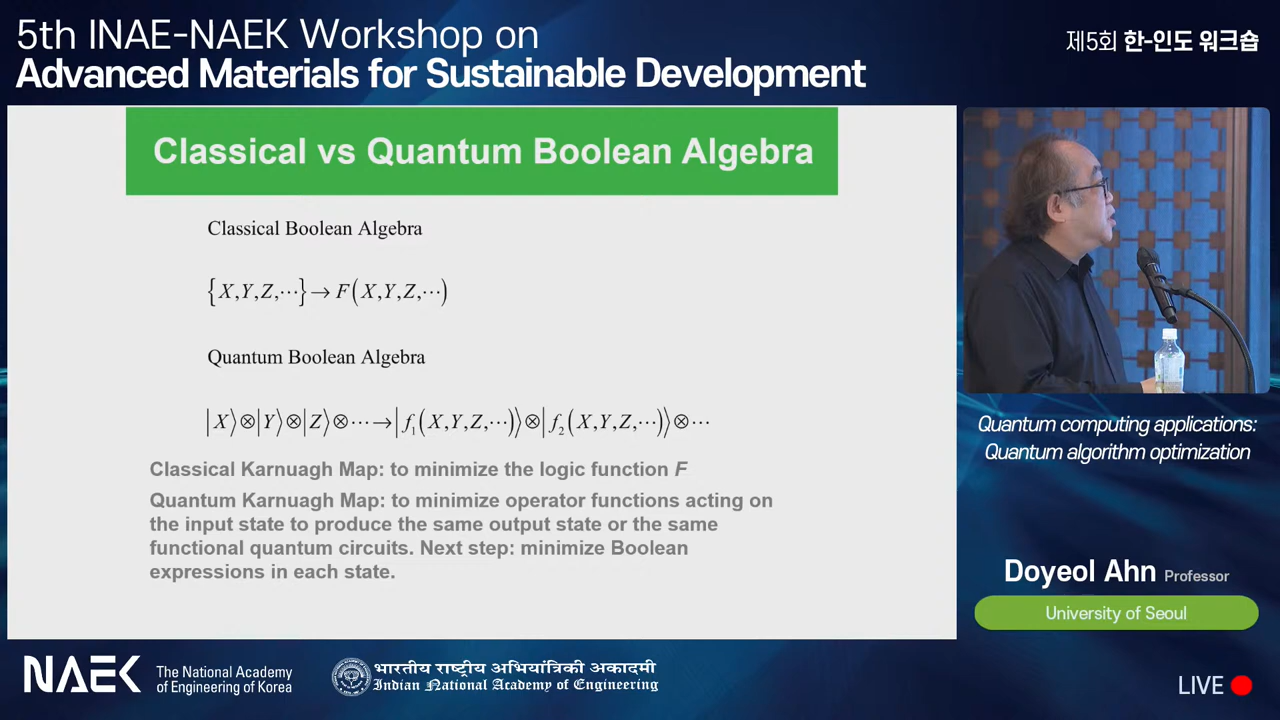 5th INAE-NAEK Workshop on
Advanced Materials for Sustainable Development
제5회 한-인도 워크숍
Classical vs Quantum Boolean Algebra
Classical Boolean Algebra
{X,Y,Z,⋯}→F(X,Y,Z,⋯)
Quantum Boolean Algebra
|X⟩⊗|Y⟩⊗|Z⟩⊗⋯→|f₁(X,Y,Z,⋯)⟩⊗|f₂(X,Y,Z,⋯)⟩⊗⋯
Classical Karnuagh Map: to minimize the logic function F
Quantum Karnuagh Map: to minimize operator functions acting on
the input state to produce the same output state or the same
functional quantum circuits. Next step: minimize Boolean
expressions in each state.
Quantum computing applications:
Quantum algorithm optimization
Doyeol Ahn Professor
University of Seoul
NAEK
The National Academy
of Engineering of Korea
भारतीय राष्ट्रीय अभियांत्रिकी अकादमी
Indian National Academy of Engineering
LIVE